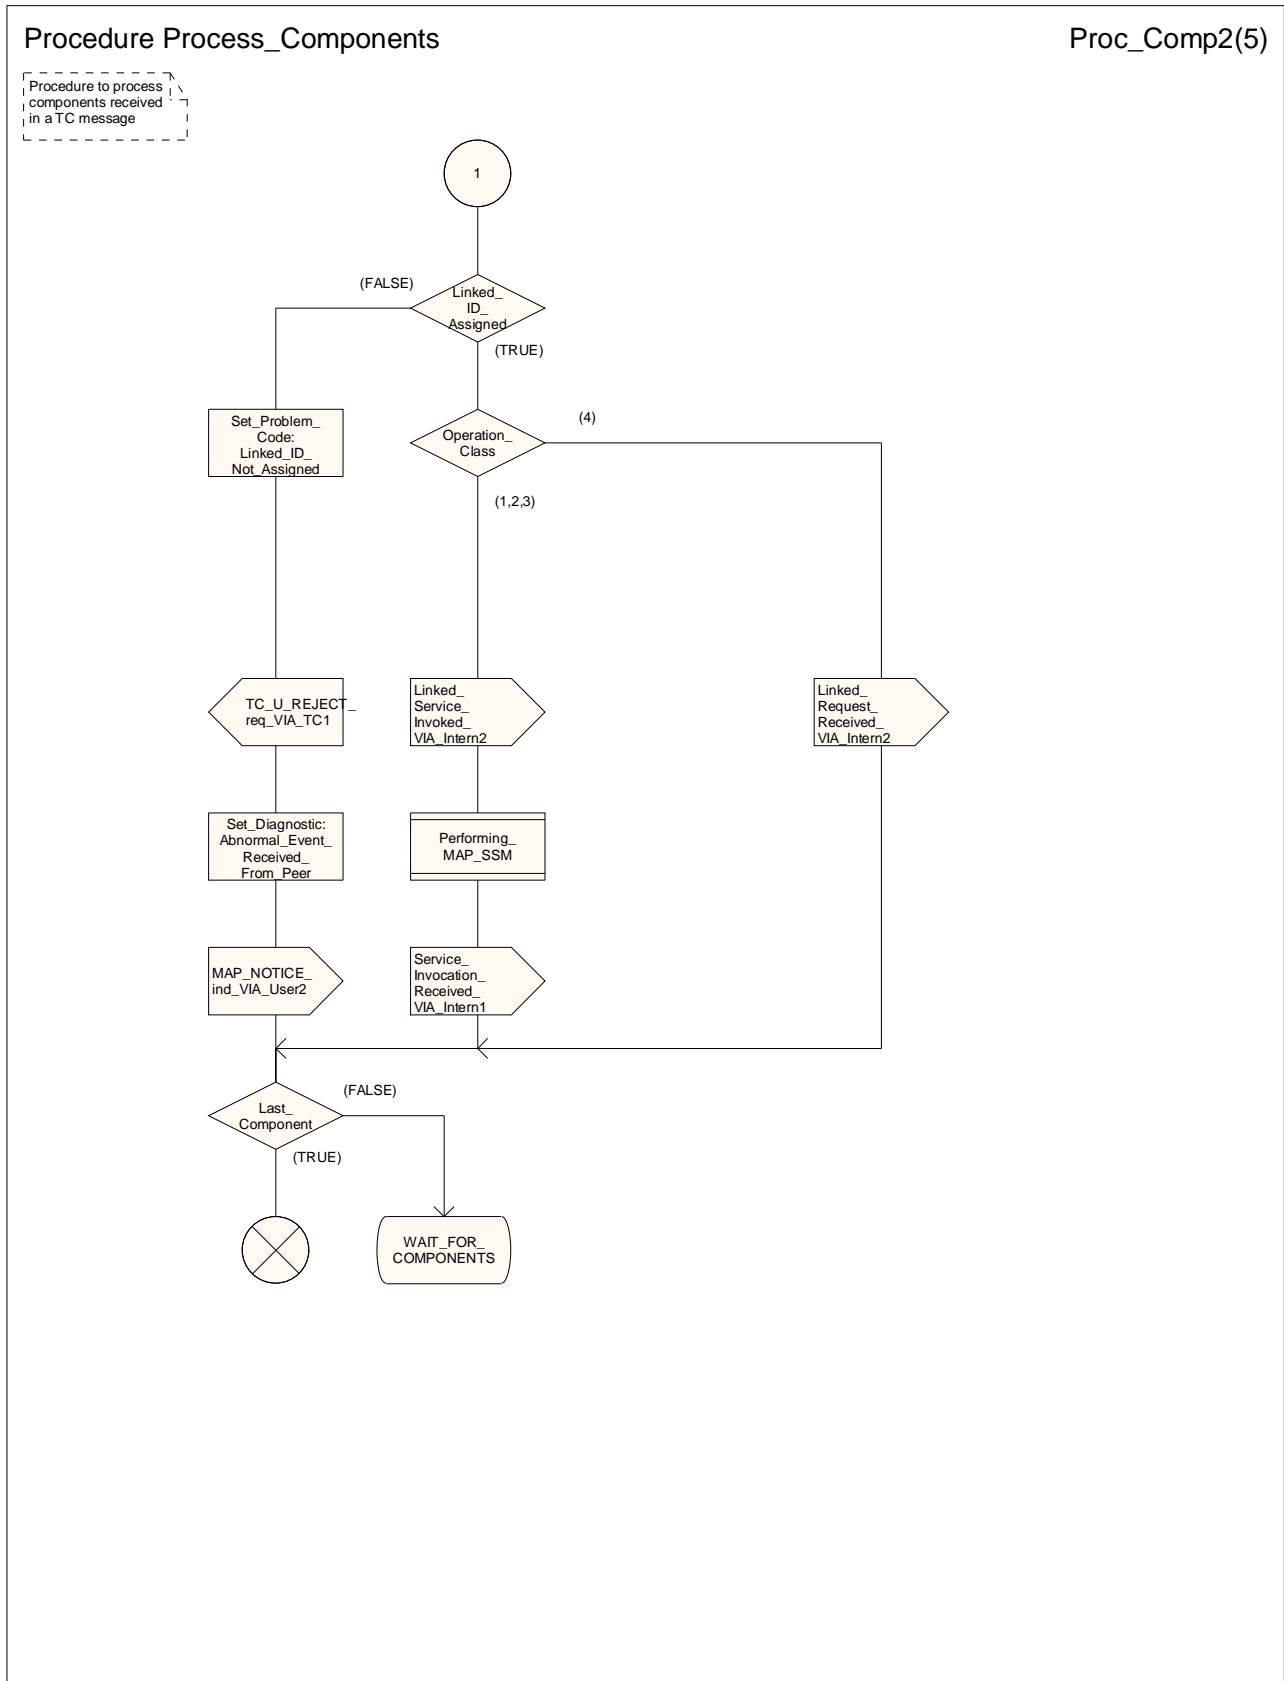 Procedure Process_Components
Proc_Comp2(5)
Procedure to process
components received
in a TC message
1
(FALSE)
Linked_
ID_
Assigned
(TRUE)
Set_Problem_
Code:
Linked_ID_
Not_Assigned
Operation_
Class
(4)
(1,2,3)
TC_U_REJECT_
req_VIA_TC1
Linked_
Service_
Invoked_
VIA_Intern2
Linked_
Request_
Received_
VIA_Intern2
Set_Diagnostic:
Abnormal_Event_
Received_
From_Peer
Performing_
MAP_SSM
MAP_NOTICE_
ind_VIA_User2
Service_
Invocation_
Received_
VIA_Intern1
(FALSE)
Last_
Component
(TRUE)
WAIT_FOR_
COMPONENTS